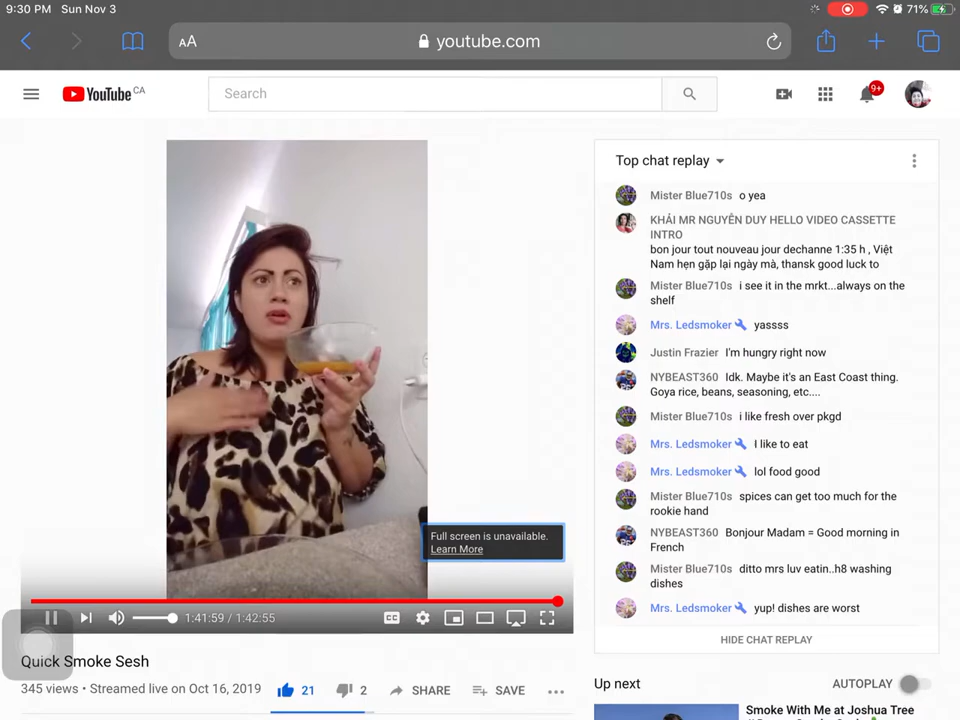 9:30 PM Sun Nov 3
71%
AA
youtube.com
YouTube CA
Search
9+
Top chat replay
Mister Blue710s o yea
KHẢI MR NGUYỄN DUY HELLO VIDEO CASSETTE
INTRO
bon jour tout nouveau jour dechanne 1:35 h , Việt
Nam hẹn gặp lại ngày mà, thansk good luck to
Mister Blue710s i see it in the mrkt...always on the
shelf
Mrs. Ledsmoker yassss
Justin Frazier I'm hungry right now
NYBEAST360 Idk. Maybe it's an East Coast thing.
Goya rice, beans, seasoning, etc....
Mister Blue710s i like fresh over pkgd
Mrs. Ledsmoker I like to eat
Mrs. Ledsmoker lol food good
Mister Blue710s spices can get too much for the
rookie hand
NYBEAST360 Bonjour Madam = Good morning in
French
Mister Blue710s ditto mrs luv eatin..h8 washing
dishes
Mrs. Ledsmoker yup! dishes are worst
HIDE CHAT REPLAY
Full screen is unavailable.
Learn More
1:41:59 / 1:42:55
CC
Quick Smoke Sesh
345 views • Streamed live on Oct 16, 2019
21
2
SHARE
SAVE
Up next
AUTOPLAY
Smoke With Me at Joshua Tree